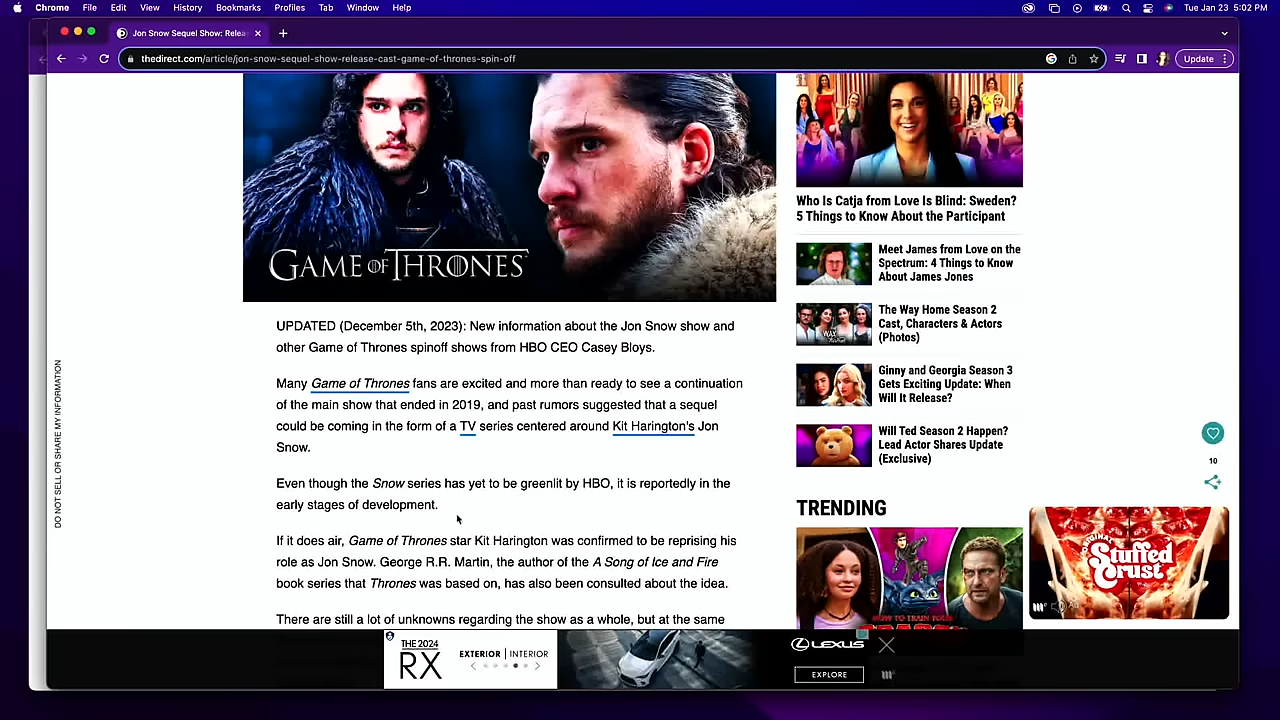 Chrome File Edit View History Bookmarks Profiles Tab Window Help
Tue Jan 23 5:02 PM
Jon Snow Sequel Show: Relea
thedirect.com/article/jon-snow-sequel-show-release-cast-game-of-thrones-spin-off
Update
GAME OF THRONES
UPDATED (December 5th, 2023): New information about the Jon Snow show and
other Game of Thrones spinoff shows from HBO CEO Casey Bloys.
Many Game of Thrones fans are excited and more than ready to see a continuation
of the main show that ended in 2019, and past rumors suggested that a sequel
could be coming in the form of a TV series centered around Kit Harington's Jon
Snow.
Even though the Snow series has yet to be greenlit by HBO, it is reportedly in the
early stages of development.
If it does air, Game of Thrones star Kit Harington was confirmed to be reprising his
role as Jon Snow. George R.R. Martin, the author of the A Song of Ice and Fire
book series that Thrones was based on, has also been consulted about the idea.
There are still a lot of unknowns regarding the show as a whole, but at the same
DO NOT SELL OR SHARE MY INFORMATION
Who Is Catja from Love Is Blind: Sweden?
5 Things to Know About the Participant
Meet James from Love on the
Spectrum: 4 Things to Know
About James Jones
The Way Home Season 2
Cast, Characters & Actors
(Photos)
Ginny and Georgia Season 3
Gets Exciting Update: When
Will It Release?
Will Ted Season 2 Happen?
Lead Actor Shares Update
(Exclusive)
TRENDING
HOW TO TRAIN YOUR
10
ORIGINAL
Stuffed
Crust
Ad
THE 2024
RX
EXTERIOR | INTERIOR
LEXUS
EXPLORE